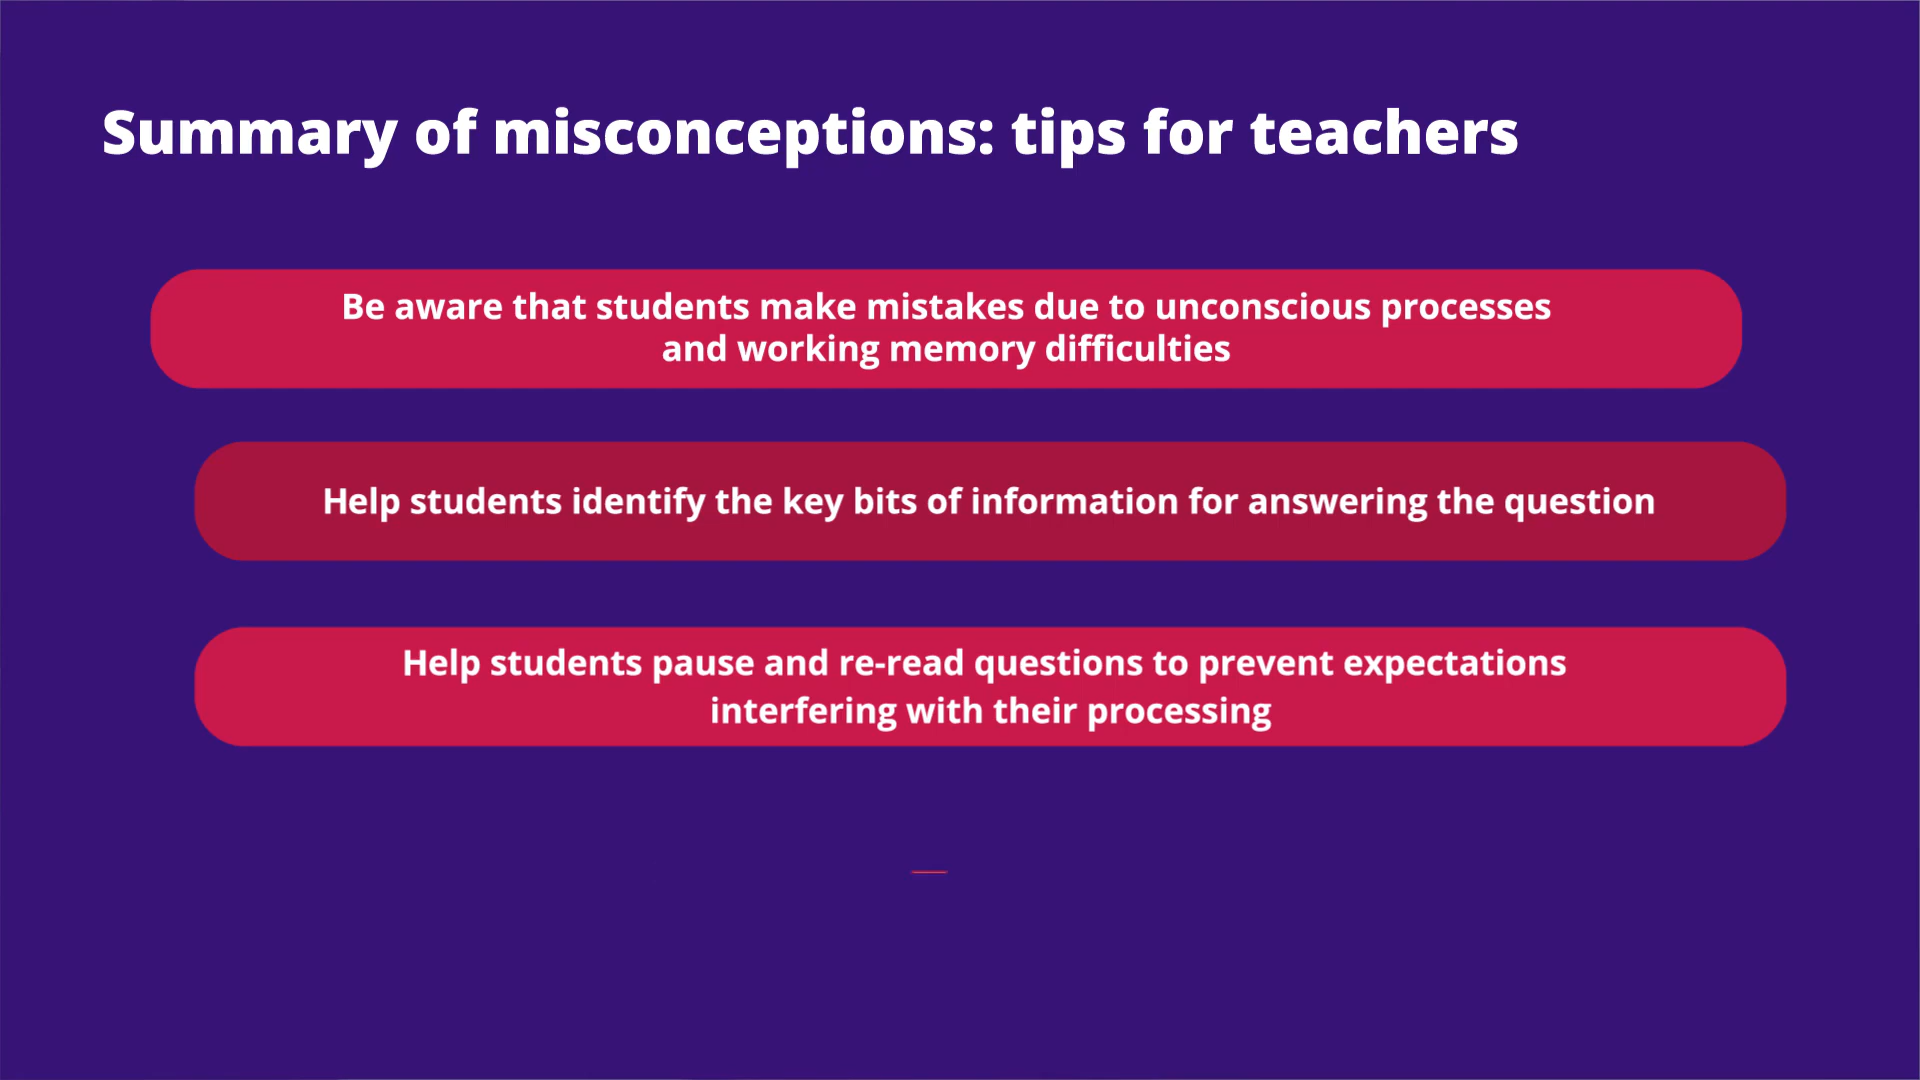 Summary of misconceptions: tips for teachers
Be aware that students make mistakes due to unconscious processes
and working memory difficulties
Help students identify the key bits of information for answering the question
Help students pause and re-read questions to prevent expectations
interfering with their processing